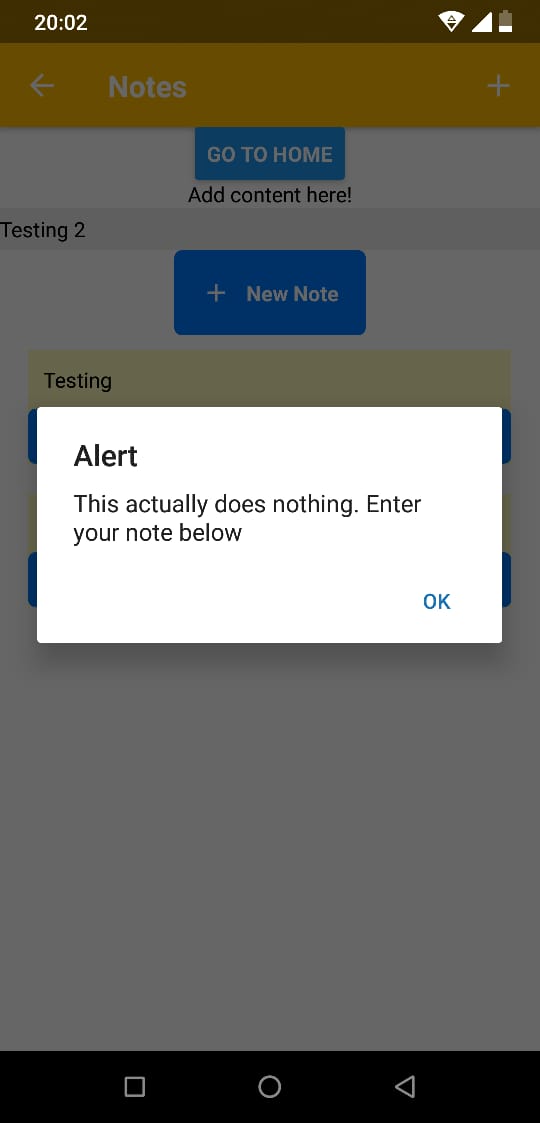 20:02
Notes
GO TO HOME
Add content here!
Testing 2
New Note
Testing
Alert
This actually does nothing. Enter
your note below
OK